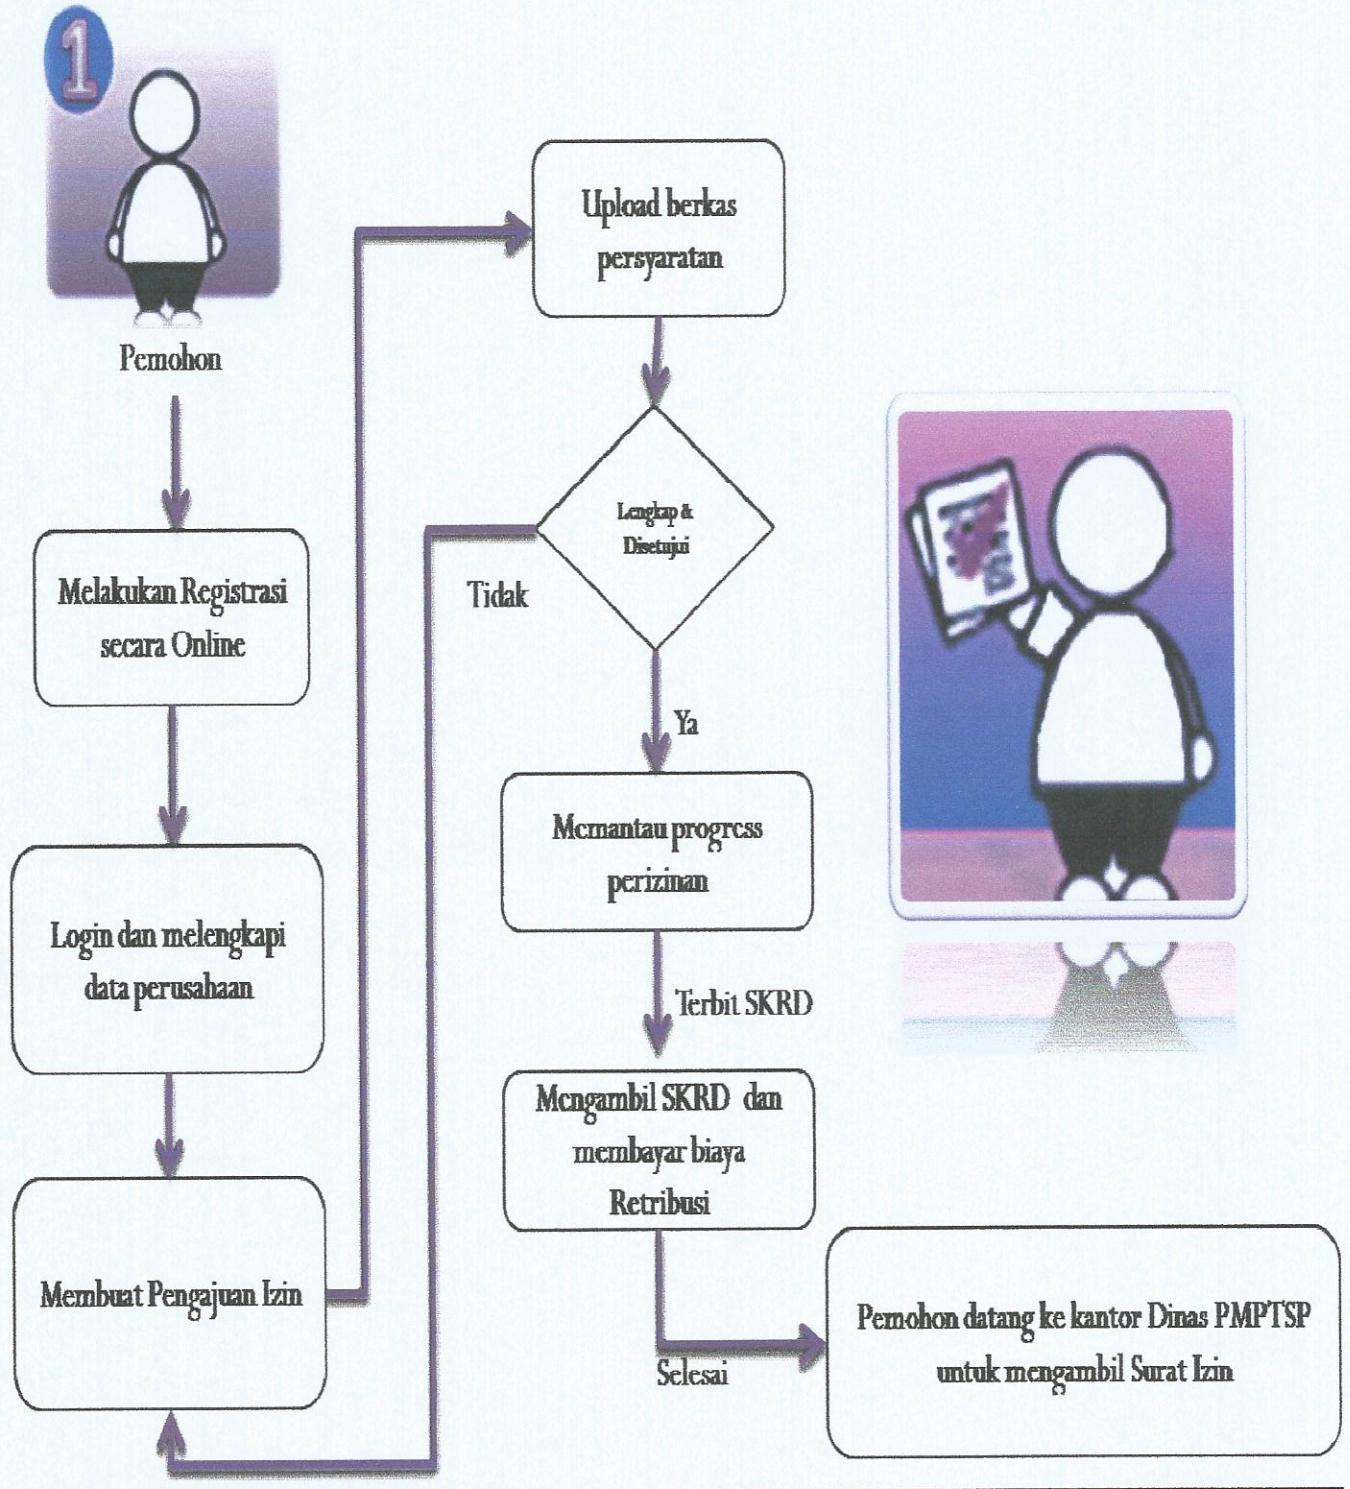 1
Pemohon
Melakukan Registrasi
secara Online
Login dan melengkapi
data perusahaan
Membuat Pengajuan Izin
Upload berkas
persyaratan
Lengkap &
Disetujui
Tidak
Ya
Memantau progress
perizinan
Terbit SKRD
Mengambil SKRD dan
membayar biaya
Retribusi
Selesai
Pemohon datang ke kantor Dinas PMPTSP
untuk mengambil Surat Izin